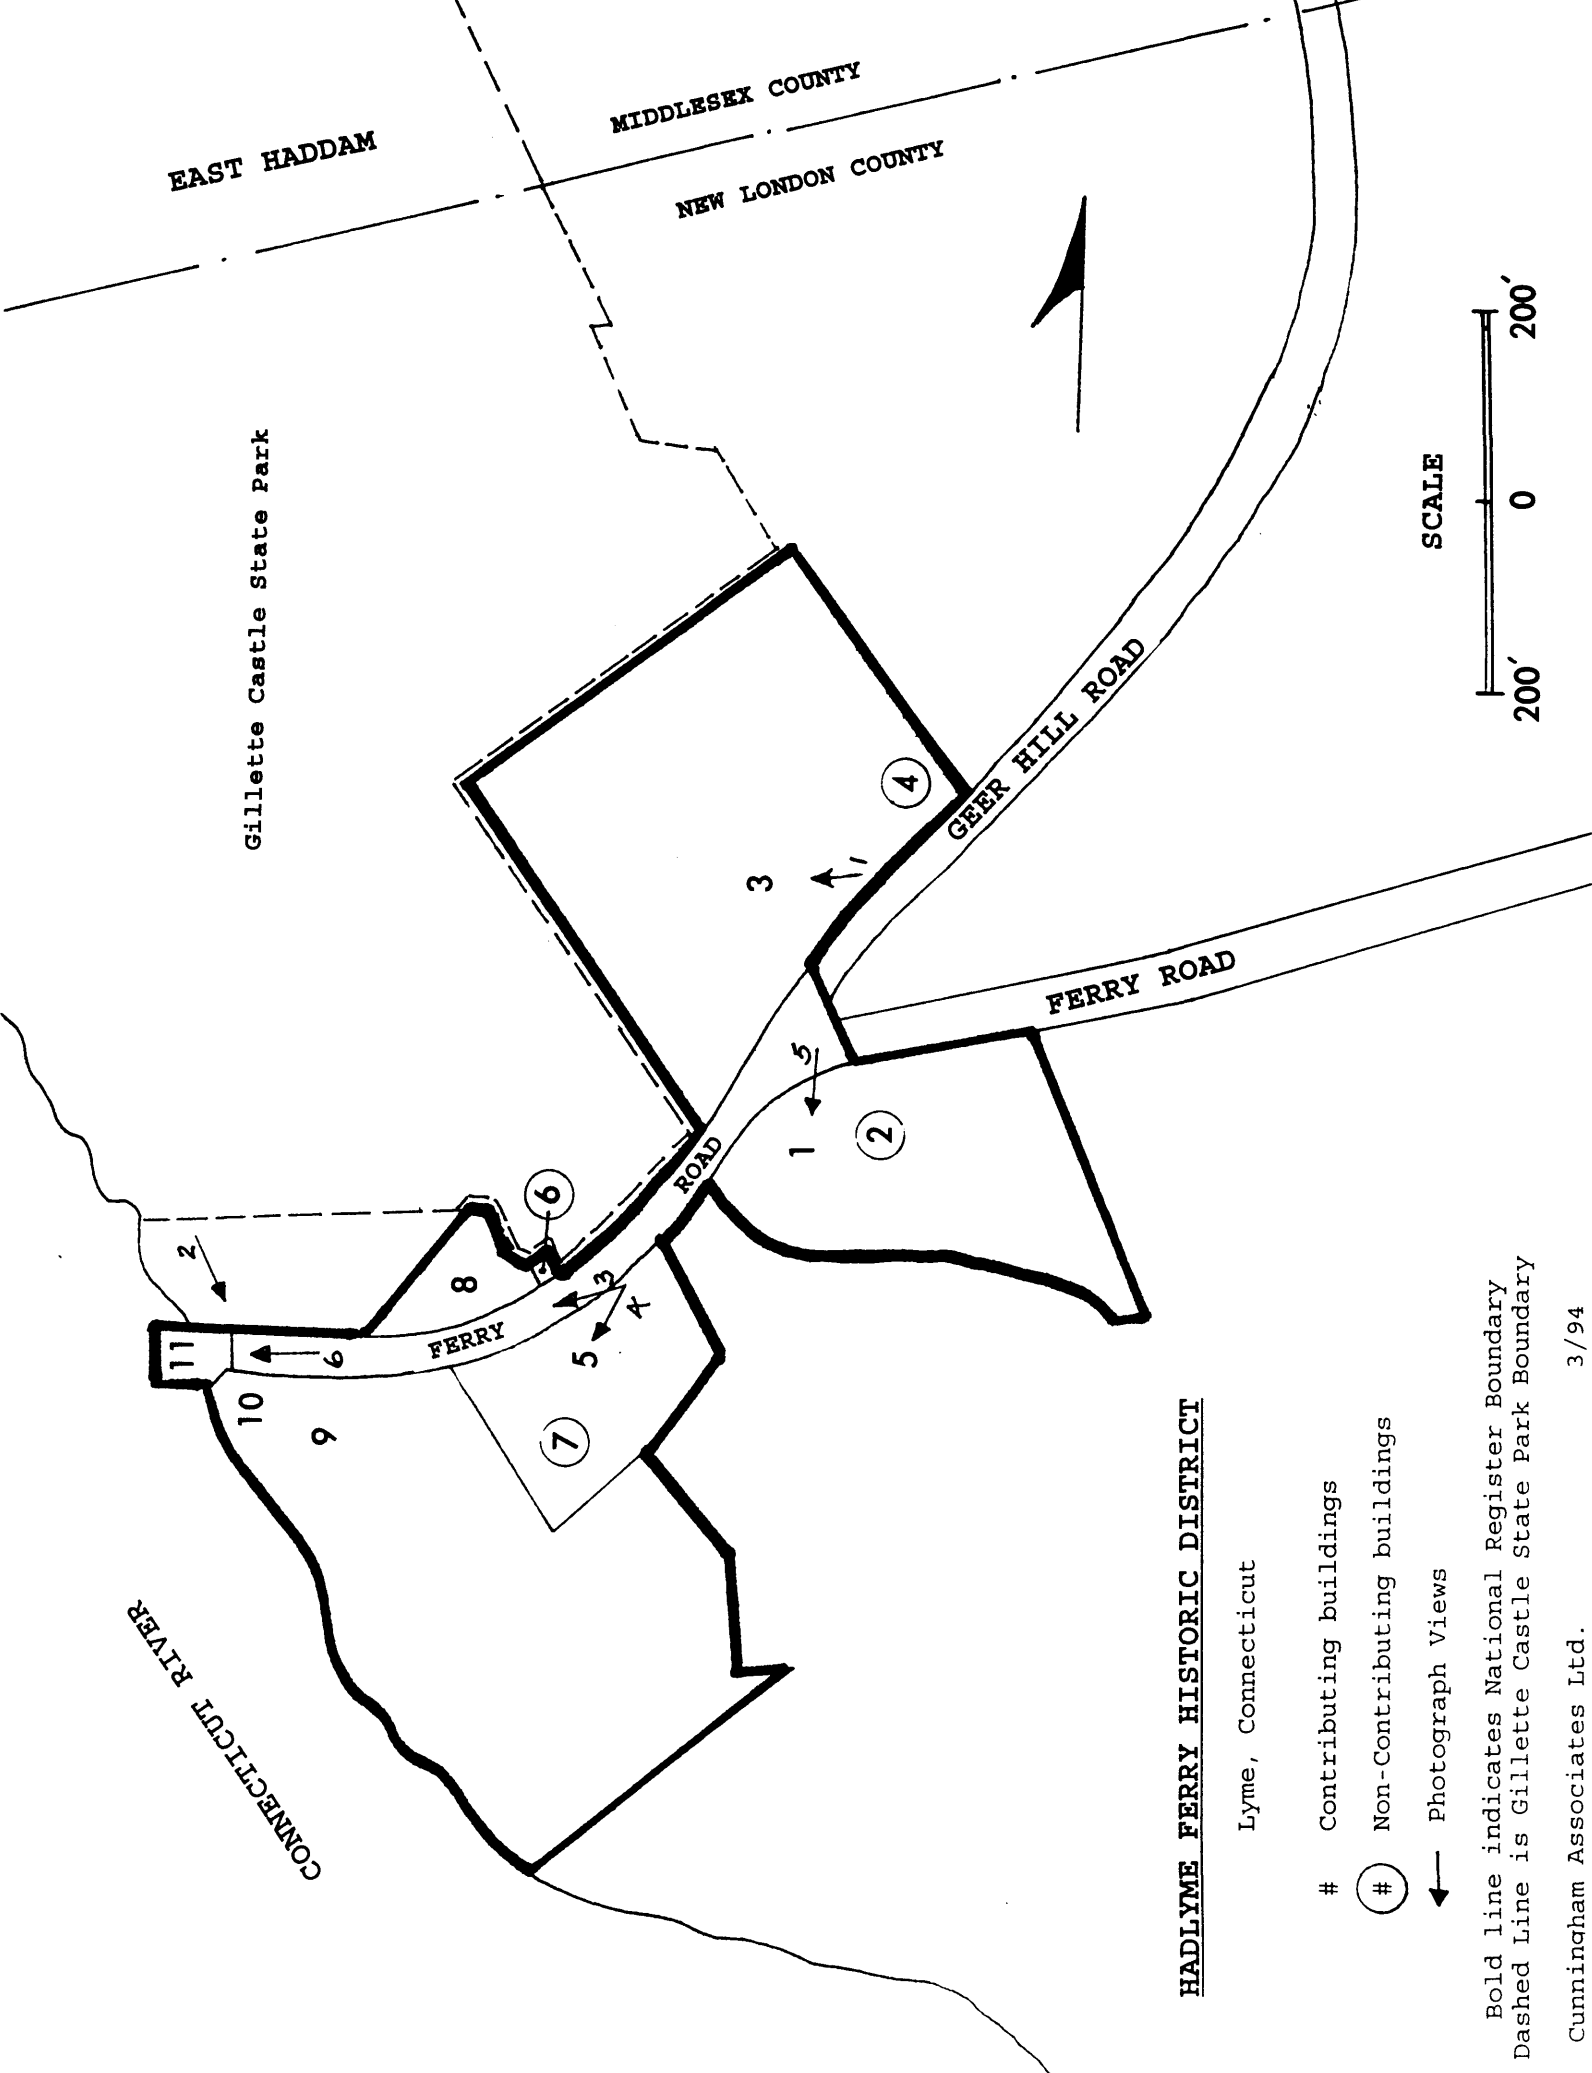 EAST HADDAM
MIDDLESEX COUNTY
NEW LONDON COUNTY
Gillette Castle State Park
CONNECTICUT RIVER
GEER HILL ROAD
FERRY ROAD
FERRY
ROAD
1
2
3
4
5
6
7
8
9
10
11
1
2
3
4
5
6
SCALE
200' 0 200'
HADLYME FERRY HISTORIC DISTRICT
Lyme, Connecticut
# Contributing buildings
# Non-Contributing buildings
Photograph Views
Bold line indicates National Register Boundary
Dashed Line is Gillette Castle State Park Boundary
Cunningham Associates Ltd. 3/94